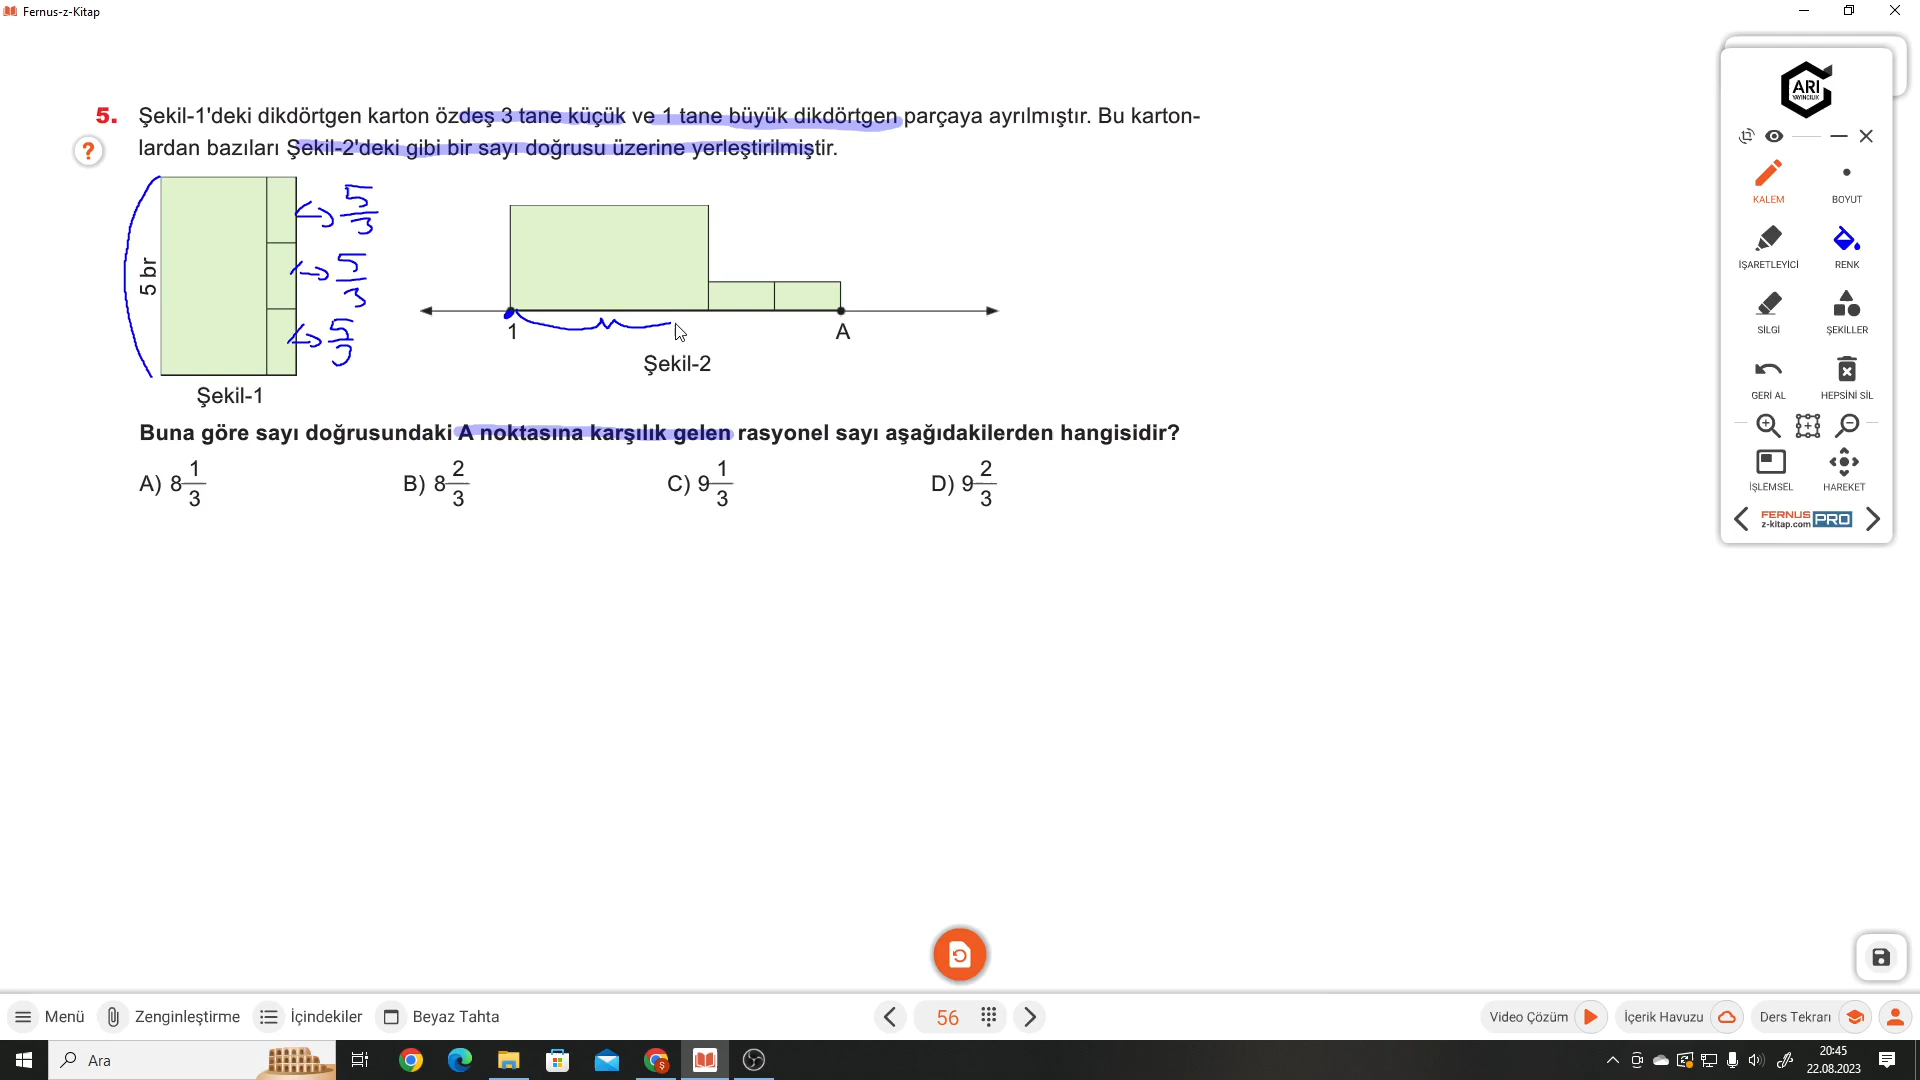 Fernus-z-Kitap
5. Şekil-1'deki dikdörtgen karton özdeş 3 tane küçük ve 1 tane büyük dikdörtgen parçaya ayrılmıştır. Bu karton-
lardan bazıları Şekil-2'deki gibi bir sayı doğrusu üzerine yerleştirilmiştir.
?
5 br
5/3
5/3
5/3
Şekil-1
1
A
Şekil-2
Buna göre sayı doğrusundaki A noktasına karşılık gelen rasyonel sayı aşağıdakilerden hangisidir?
A) 8 1/3 B) 8 2/3 C) 9 1/3 D) 9 2/3
ARI
YAYINCILIK
KALEM BOYUT
İŞARETLEYİCİ RENK
SİLGİ ŞEKİLLER
GERİ AL HEPSİNİ SİL
İŞLEMSEL HAREKET
FERNUS PRO
z-kitap.com
Menü Zenginleştirme İçindekiler Beyaz Tahta 56 Video Çözüm İçerik Havuzu Ders Tekrarı
Ara
20:45
22.08.2023